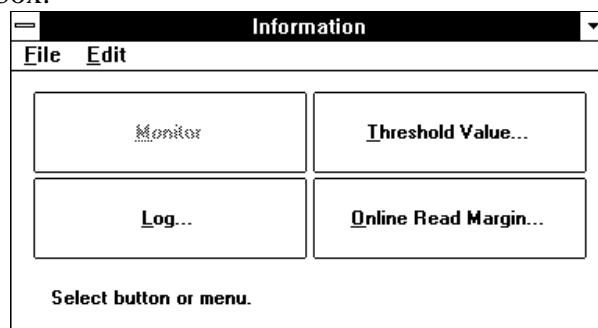 box.
Information
File Edit
Monitor Threshold Value...
Log... Online Read Margin...
Select button or menu.